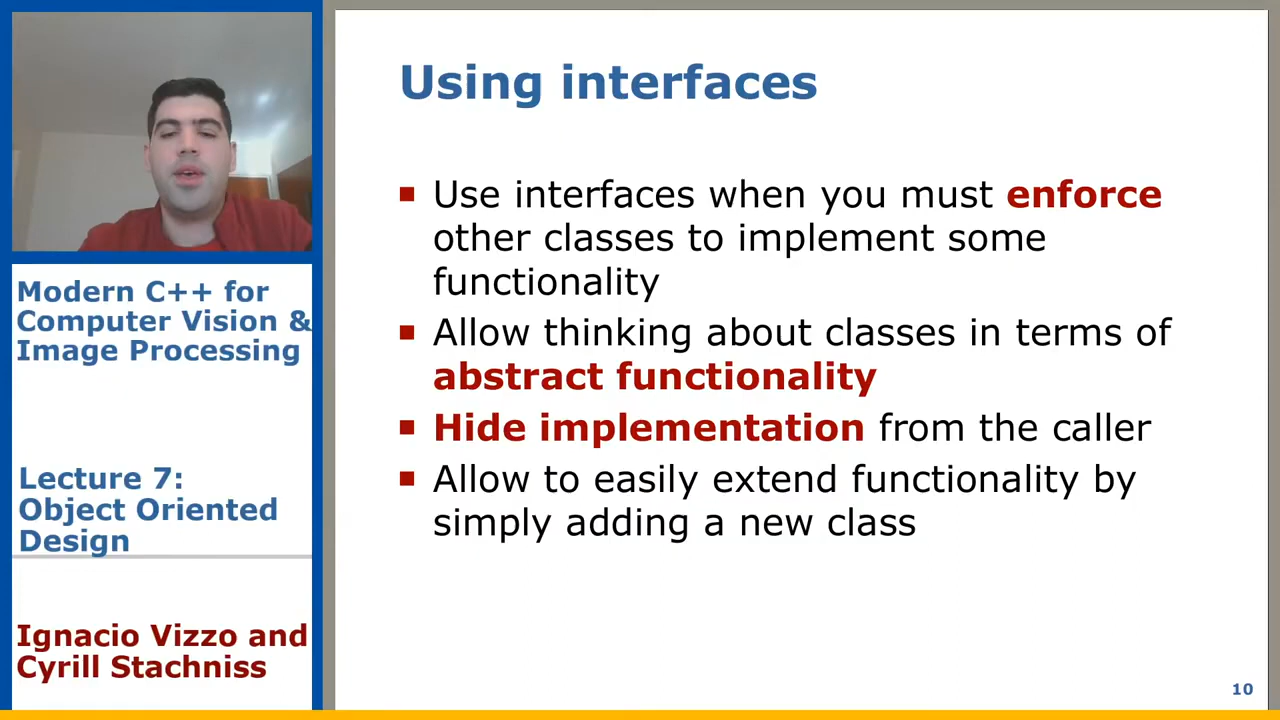 Using interfaces
Use interfaces when you must enforce
other classes to implement some
functionality
Allow thinking about classes in terms of
abstract functionality
Hide implementation from the caller
Allow to easily extend functionality by
simply adding a new class
Modern C++ for
Computer Vision &
Image Processing
Lecture 7:
Object Oriented
Design
Ignacio Vizzo and
Cyrill Stachniss
10